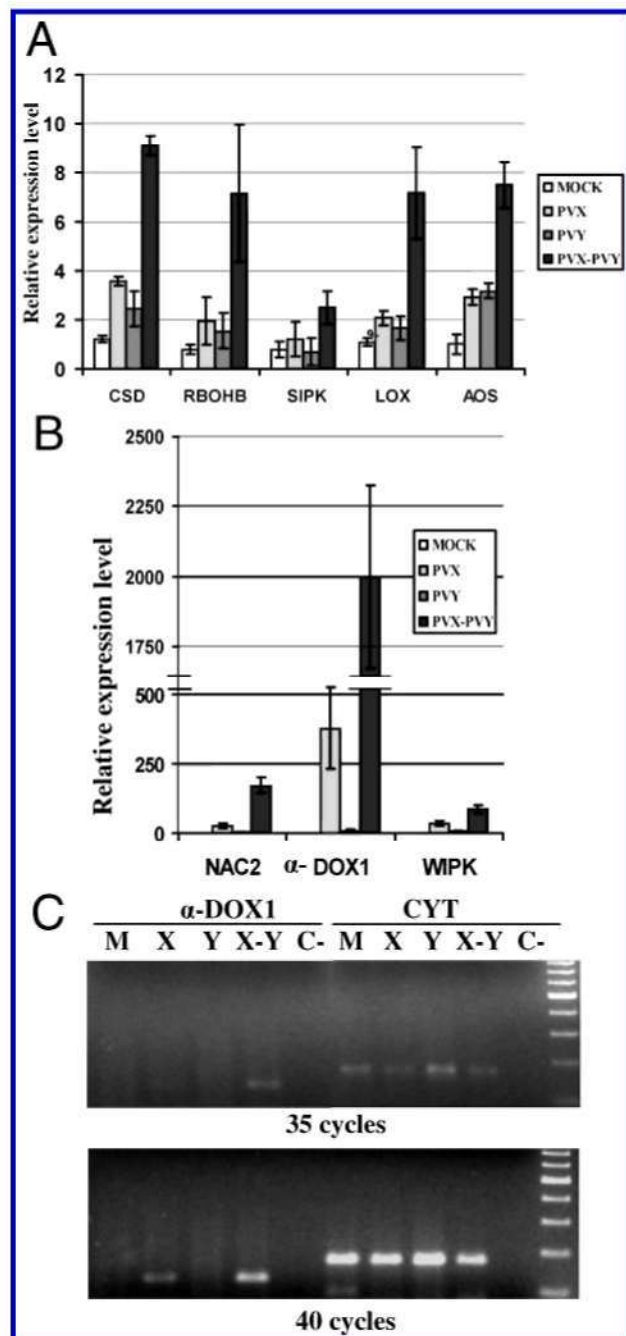 A
Relative expression level
12
10
8
6
4
2
0
MOCK
PVX
PVY
PVX-PVY
CSD RBOHB SIPK LOX AOS
B
Relative expression level
2500
2250
2000
1750
500
250
0
MOCK
PVX
PVY
PVX-PVY
NAC2 α-DOX1 WIPK
C
α-DOX1 CYT
M X Y X-Y C- M X Y X-Y C-
35 cycles
40 cycles